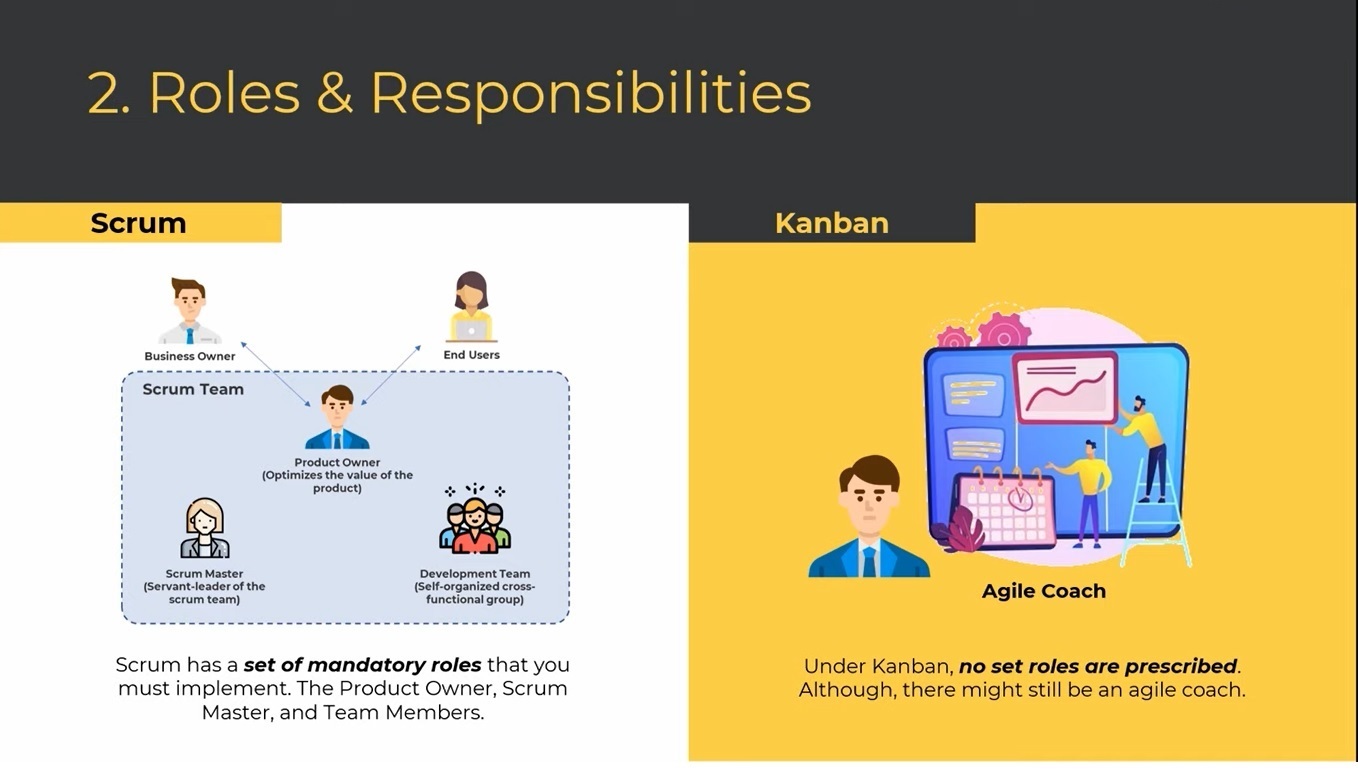 2. Roles & Responsibilities
Scrum
Business Owner
End Users
Scrum Team
Product Owner
(Optimizes the value of the
product)
Scrum Master
(Servant-leader of the
scrum team)
Development Team
(Self-organized cross-
functional group)
Scrum has a set of mandatory roles that you
must implement. The Product Owner, Scrum
Master, and Team Members.
Kanban
Agile Coach
Under Kanban, no set roles are prescribed.
Although, there might still be an agile coach.